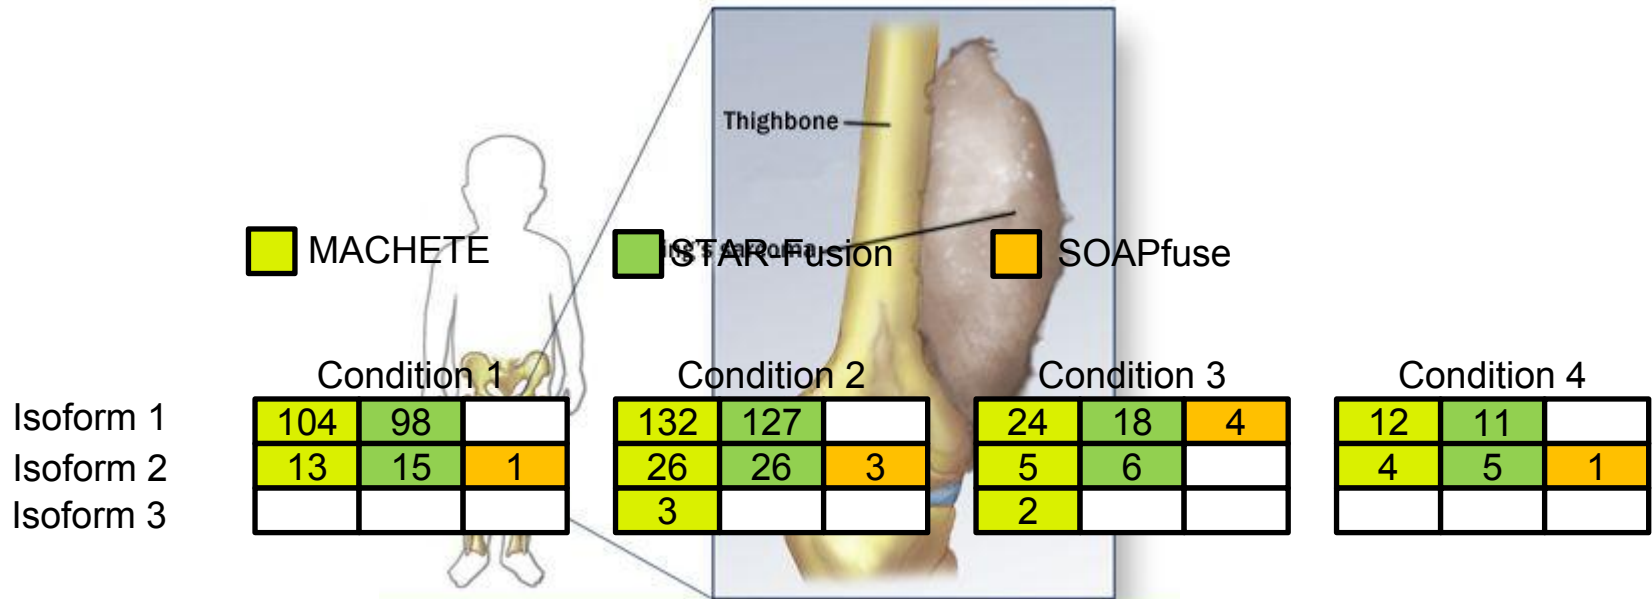 Thighbone
MACHETE
STAR-Fusion
SOAPfuse
Condition 1 Condition 2 Condition 3 Condition 4
Isoform 1 104 98 132 127 24 18 4 12 11
Isoform 2 13 15 1 26 26 3 5 6 4 5 1
Isoform 3 3 2